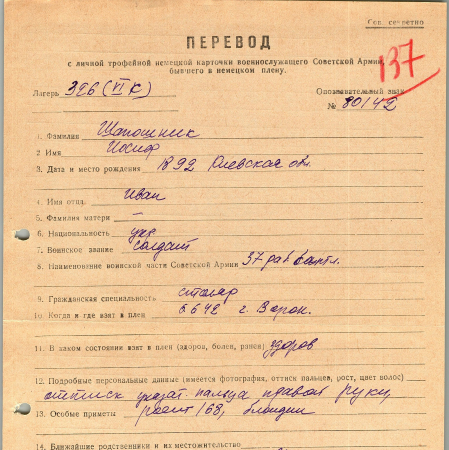 Сов. секретно
ПЕРЕВОД
с личной трофейной немецкой карточки военнослужащего Советской Армии,
бывшего в немецком плену.
137
Лагерь 326 (VI К)
Опознавательный знак
№ 80142
1. Фамилия Шапошник
2. Имя Иосиф
3. Дата и место рождения 1892 Киевская обл.
4. Имя отца Иван
5. Фамилия матери —
6. Национальность укр
7. Воинское звание солдат
8. Наименование воинской части Советской Армии 37 раб батл.
9. Гражданская специальность столяр
10. Когда и где взят в плен 6642 г. Ворон.
11. В каком состоянии взят в плен (здоров, болен, ранен) здоров
12. Подробные персональные данные (имеется фотография, оттиск пальцев, рост, цвет волос)
оттиск указат. пальца правой руки
13. Особые приметы рост 168, блондин
14. Ближайшие родственники и их местожительство